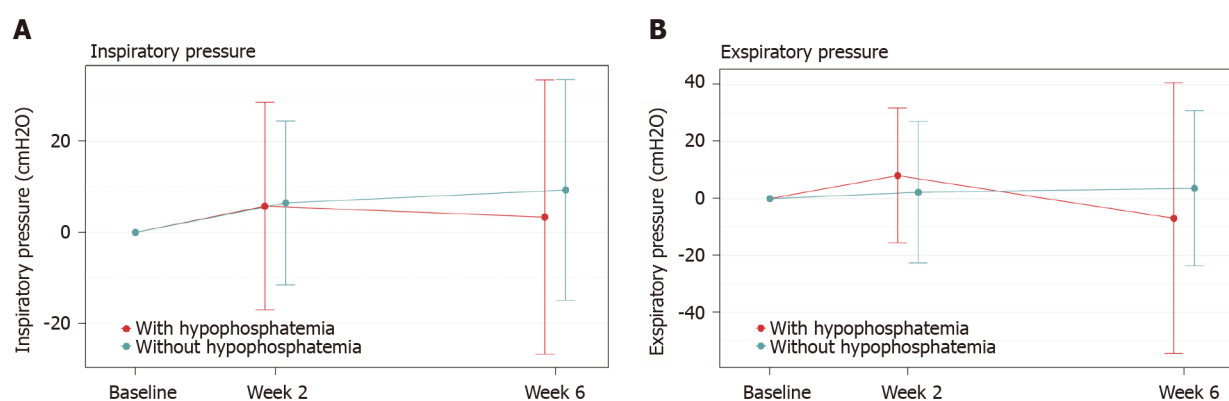 A
Inspiratory pressure
Inspiratory pressure (cmH2O)
20
0
-20
With hypophosphatemia
Without hypophosphatemia
Baseline
Week 2
Week 6
B
Exspiratory pressure
Exspiratory pressure (cmH2O)
40
20
0
-20
-40
With hypophosphatemia
Without hypophosphatemia
Baseline
Week 2
Week 6